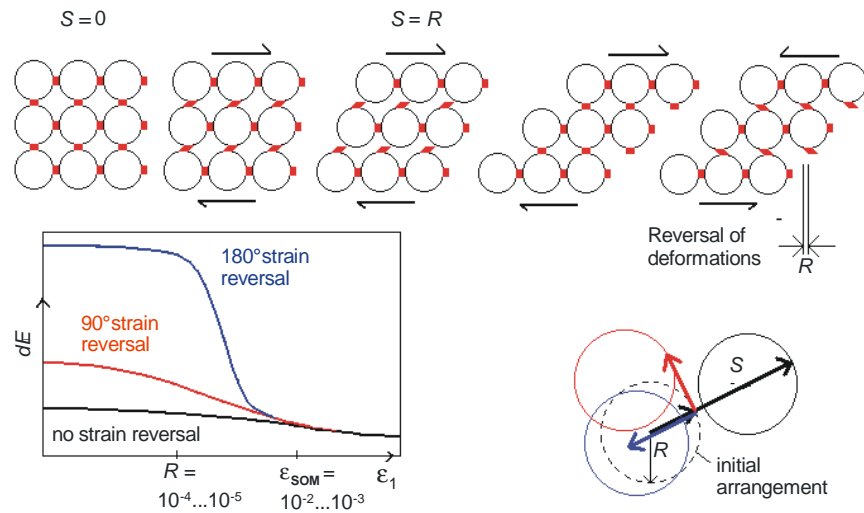 S = 0
S = R
Reversal of
deformations
R
180° strain
reversal
90° strain
reversal
dE
no strain reversal
R =
10⁻⁴...10⁻⁵
ε_SOM =
10⁻²...10⁻³
ε₁
S
R
initial
arrangement